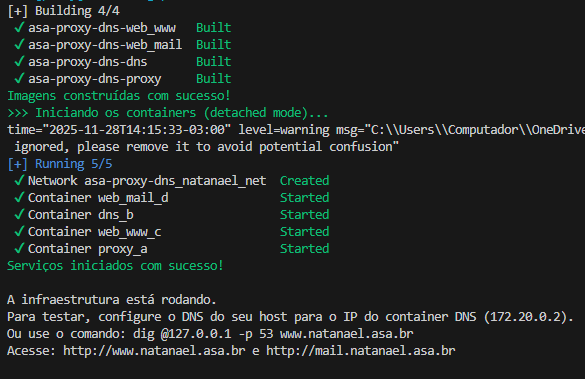 [+] Building 4/4
✔ asa-proxy-dns-web_www Built
✔ asa-proxy-dns-web_mail Built
✔ asa-proxy-dns-dns Built
✔ asa-proxy-dns-proxy Built
Imagens construídas com sucesso!
>>> Iniciando os containers (detached mode)...
time="2025-11-28T14:15:33-03:00" level=warning msg="C:\\Users\\Computador\\OneDrive
ignored, please remove it to avoid potential confusion"
[+] Running 5/5
✔ Network asa-proxy-dns_natanael_net Created
✔ Container web_mail_d Started
✔ Container dns_b Started
✔ Container web_www_c Started
✔ Container proxy_a Started
Serviços iniciados com sucesso!
A infraestrutura está rodando.
Para testar, configure o DNS do seu host para o IP do container DNS (172.20.0.2).
Ou use o comando: dig @127.0.0.1 -p 53 www.natanael.asa.br
Acesse: http://www.natanael.asa.br e http://mail.natanael.asa.br